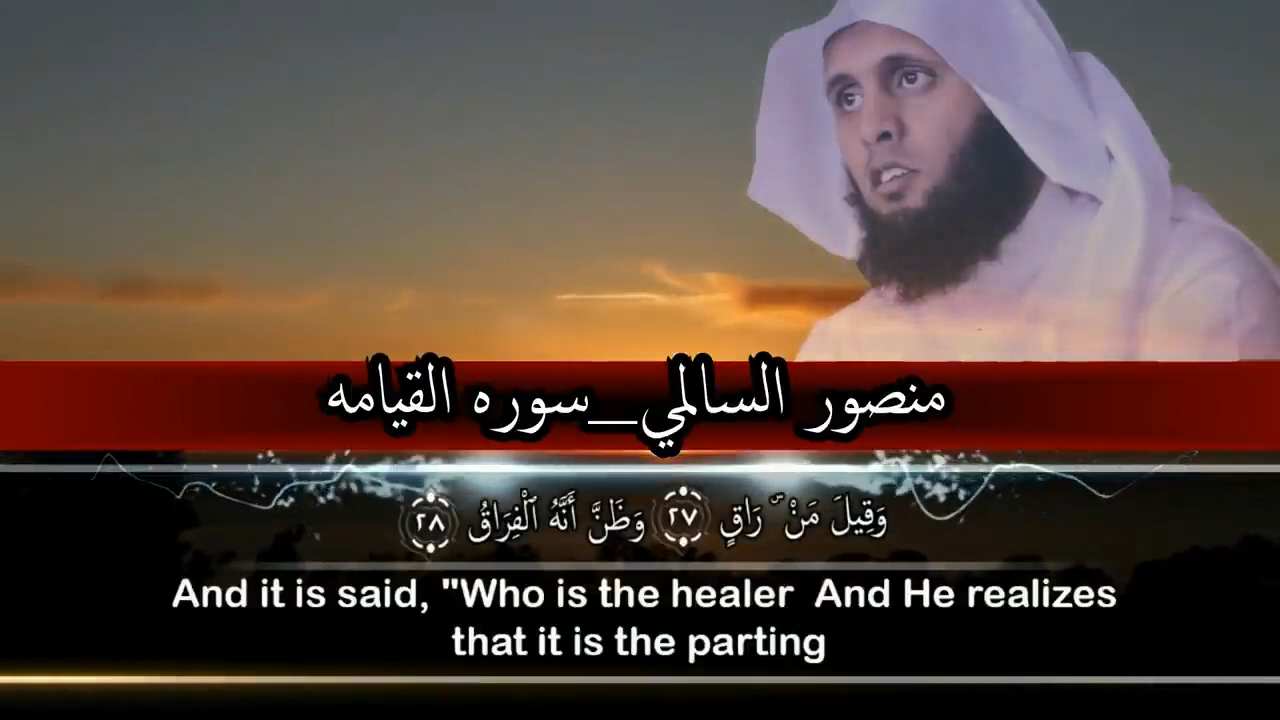 منصور السالمي_سوره القيامه
وَقِيلَ مَنْ ۜ رَاقٍ ٢٧ وَظَنَّ أَنَّهُ ٱلْفِرَاقُ ٢٨
And it is said, "Who is the healer And He realizes
that it is the parting